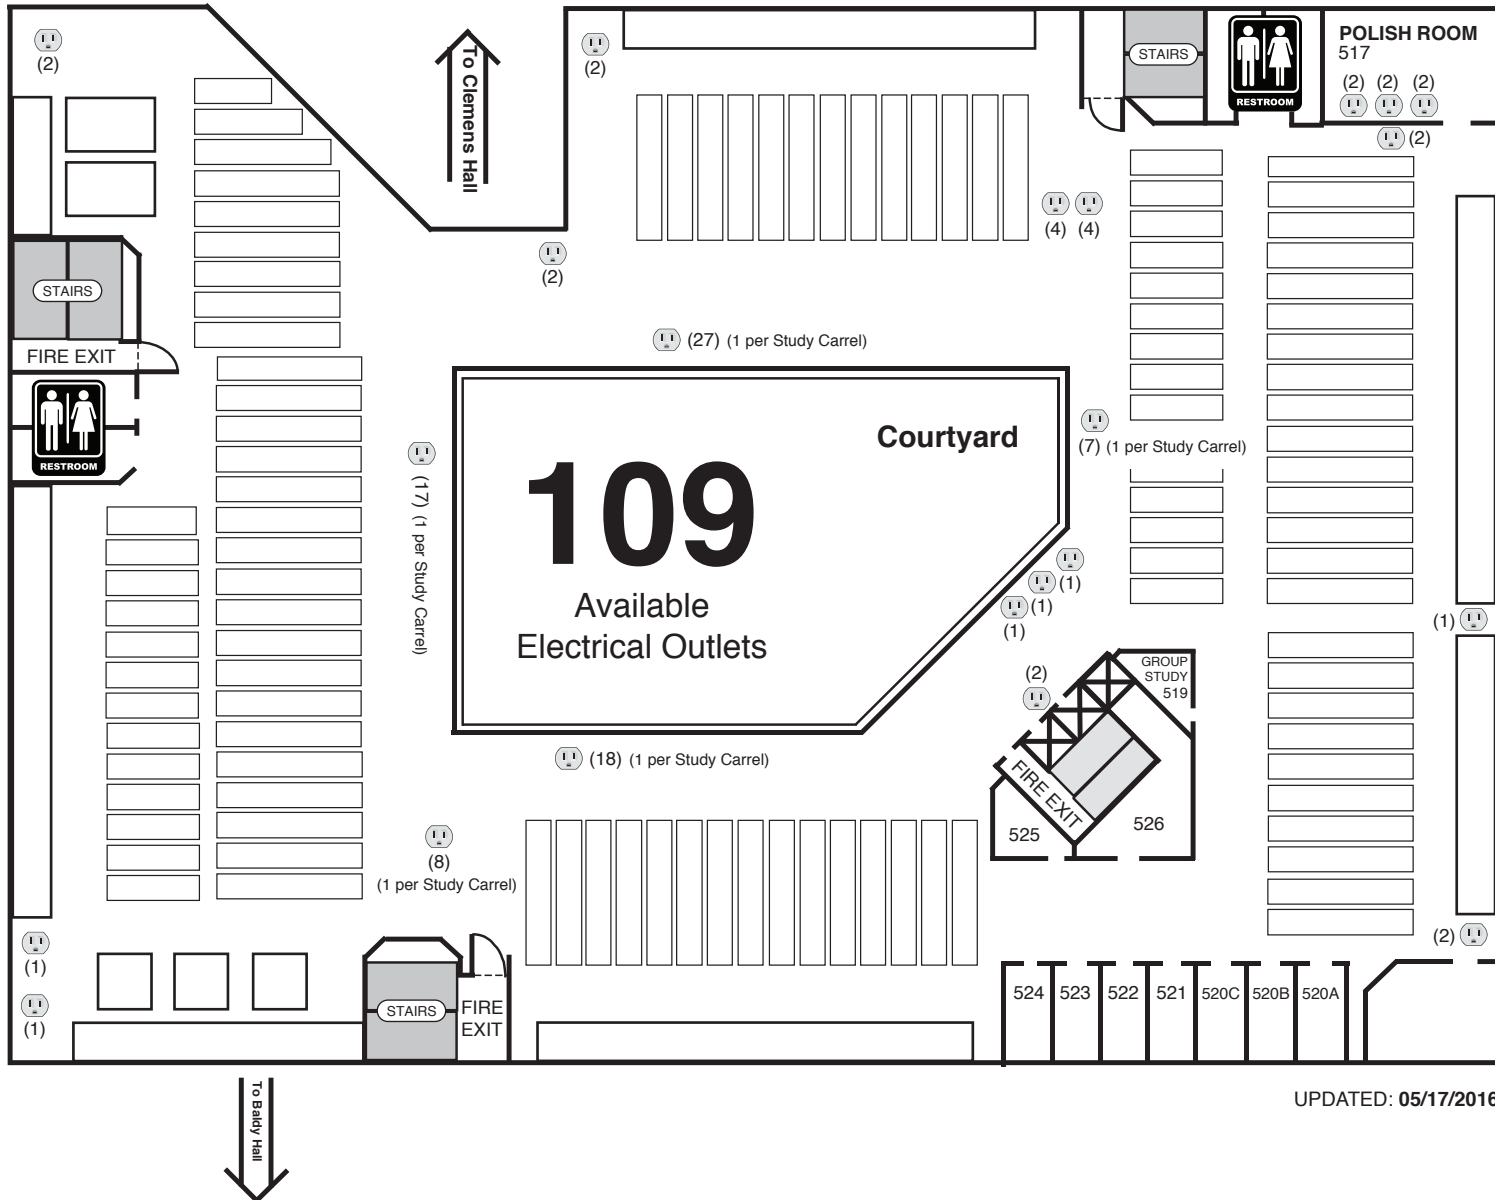 (2)
To Clemens Hall
(2)
STAIRS
RESTROOM
POLISH ROOM
517
(2) (2) (2)
(2)
(4) (4)
(2)
STAIRS
FIRE EXIT
RESTROOM
(27) (1 per Study Carrel)
(17) (1 per Study Carrel)
Courtyard
109
Available
Electrical Outlets
(7) (1 per Study Carrel)
(1)
(1)
(1)
(1)
(2)
GROUP
STUDY
519
FIRE EXIT
525
526
(18) (1 per Study Carrel)
(8)
(1 per Study Carrel)
(2)
(1)
(1)
STAIRS
FIRE
EXIT
524 523 522 521 520C 520B 520A
UPDATED: 05/17/2016
To Baldy Hall